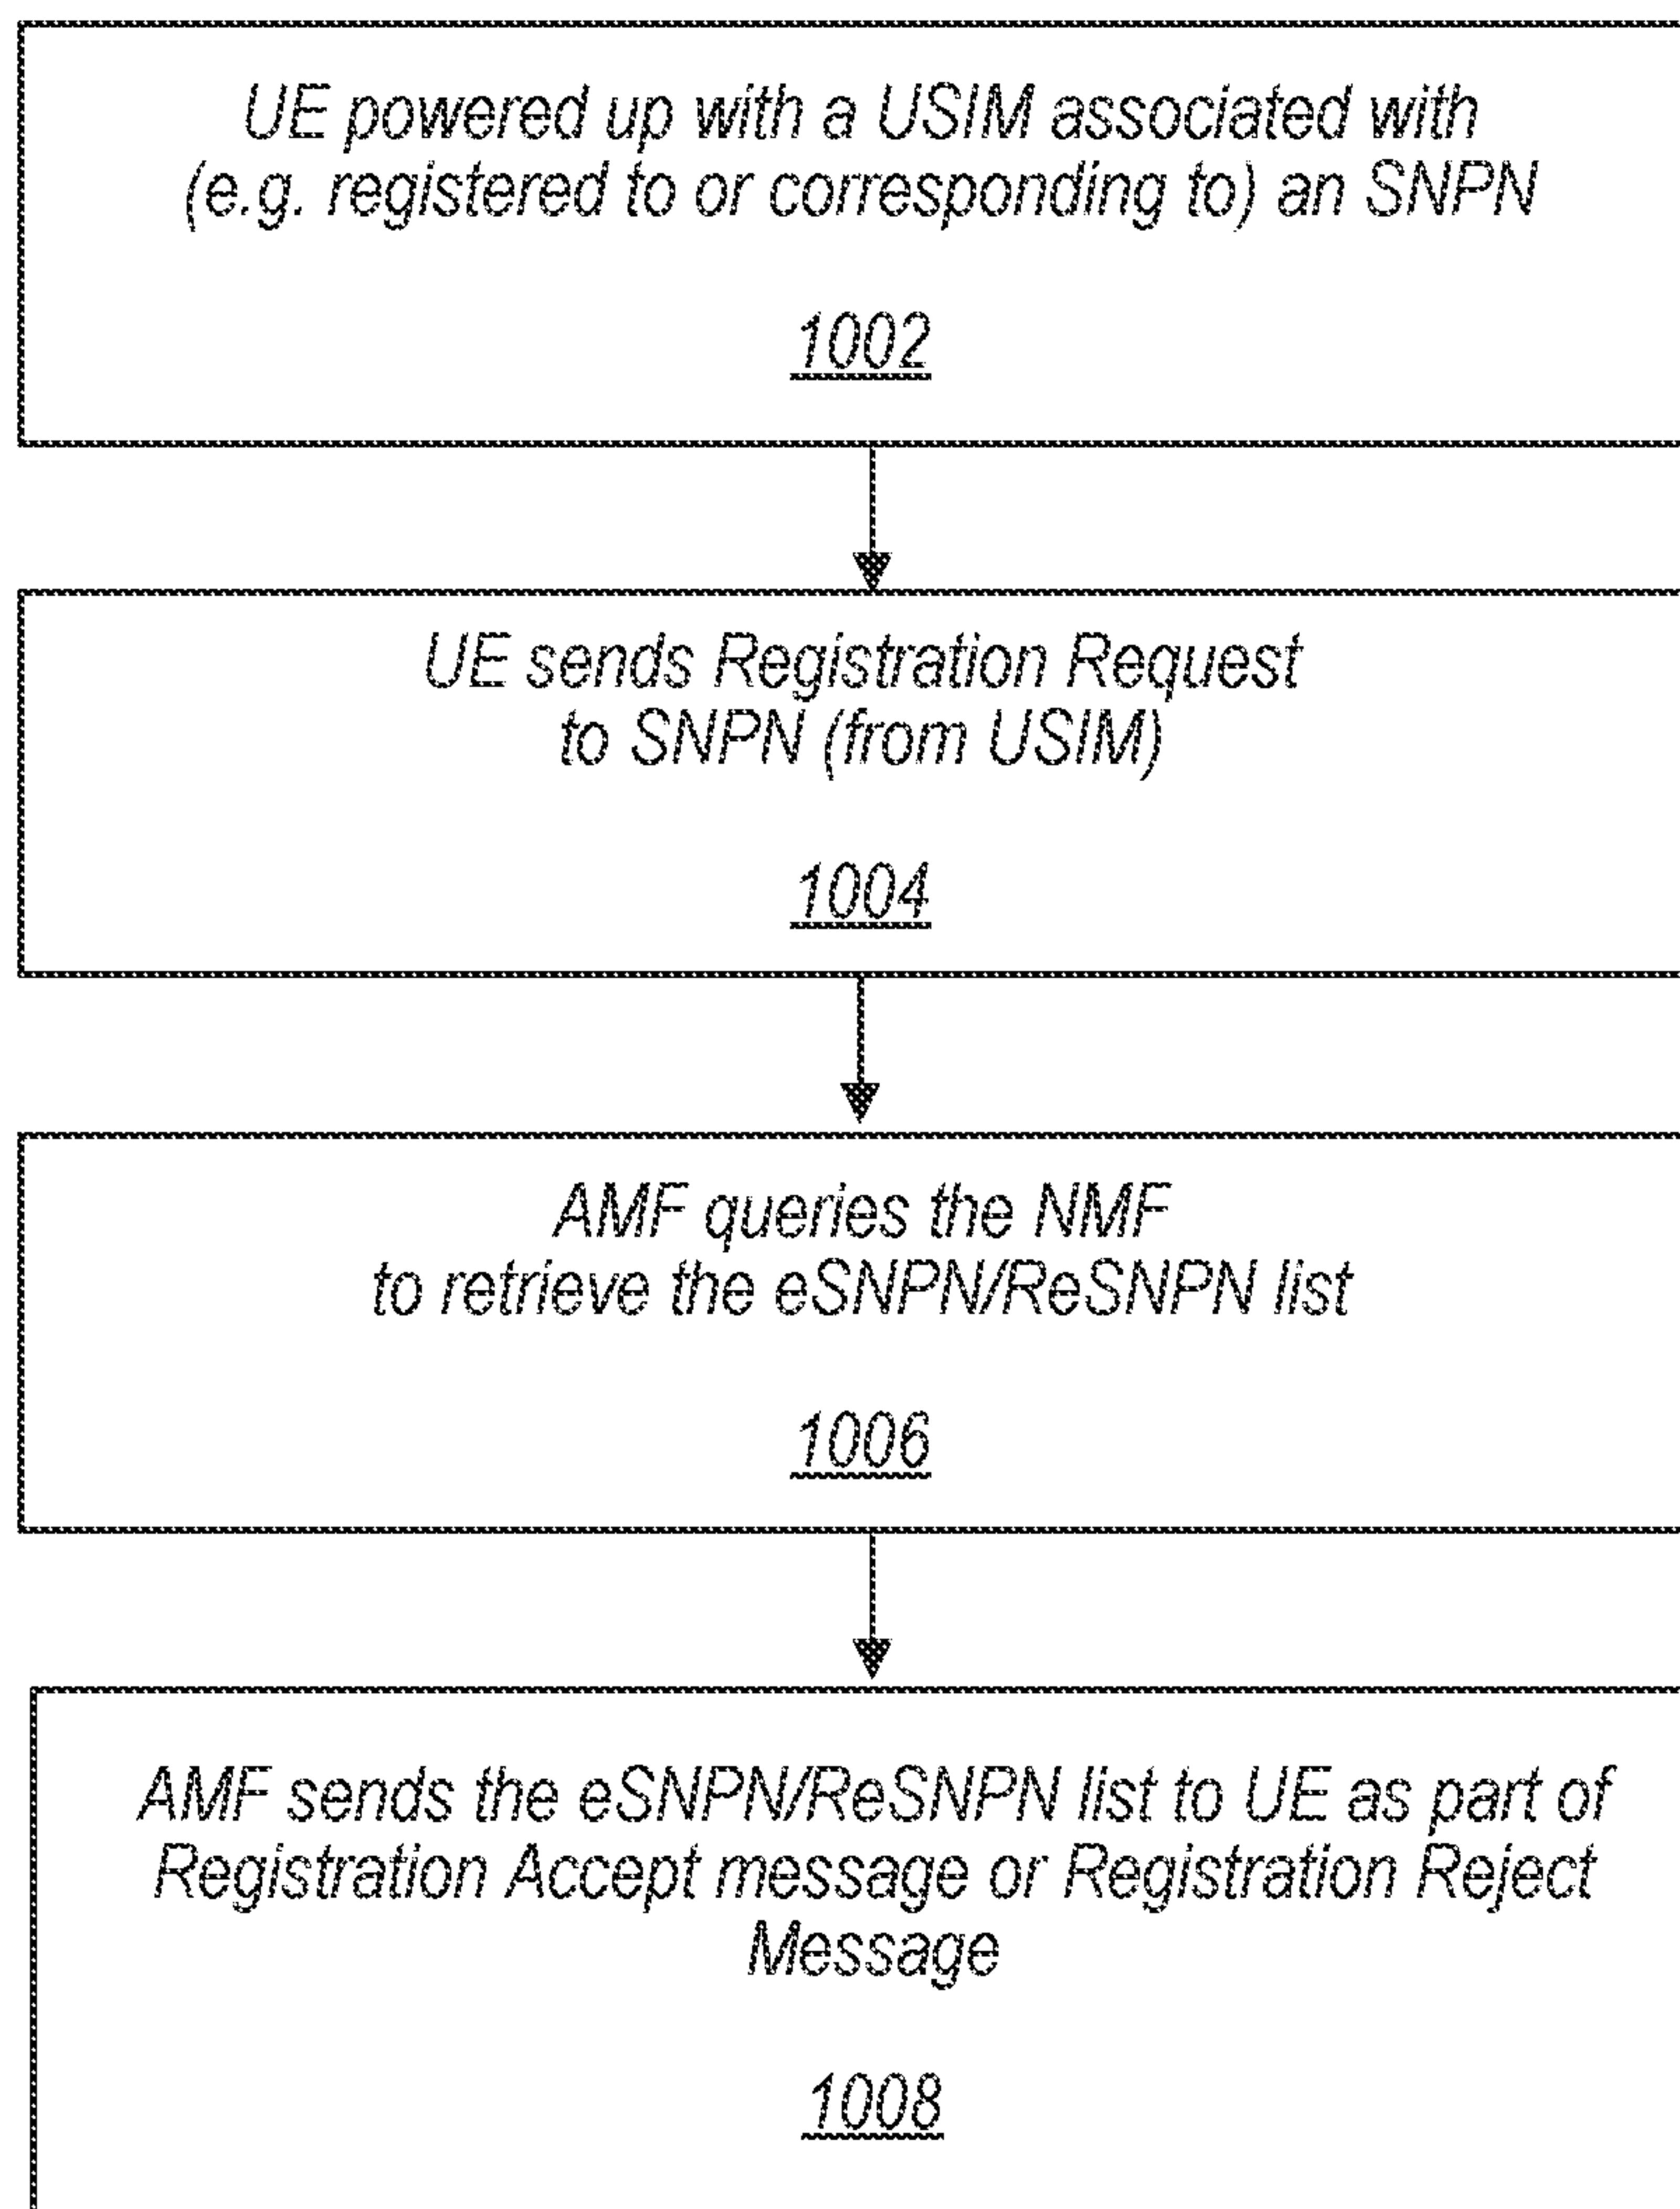 UE powered up with a USIM associated with
(e.g. registered to or corresponding to) an SNPN
1002
UE sends Registration Request
to SNPN (from USIM)
1004
AMF queries the NMF
to retrieve the eSNPN/ReSNPN list
1006
AMF sends the eSNPN/ReSNPN list to UE as part of
Registration Accept message or Registration Reject
Message
1008